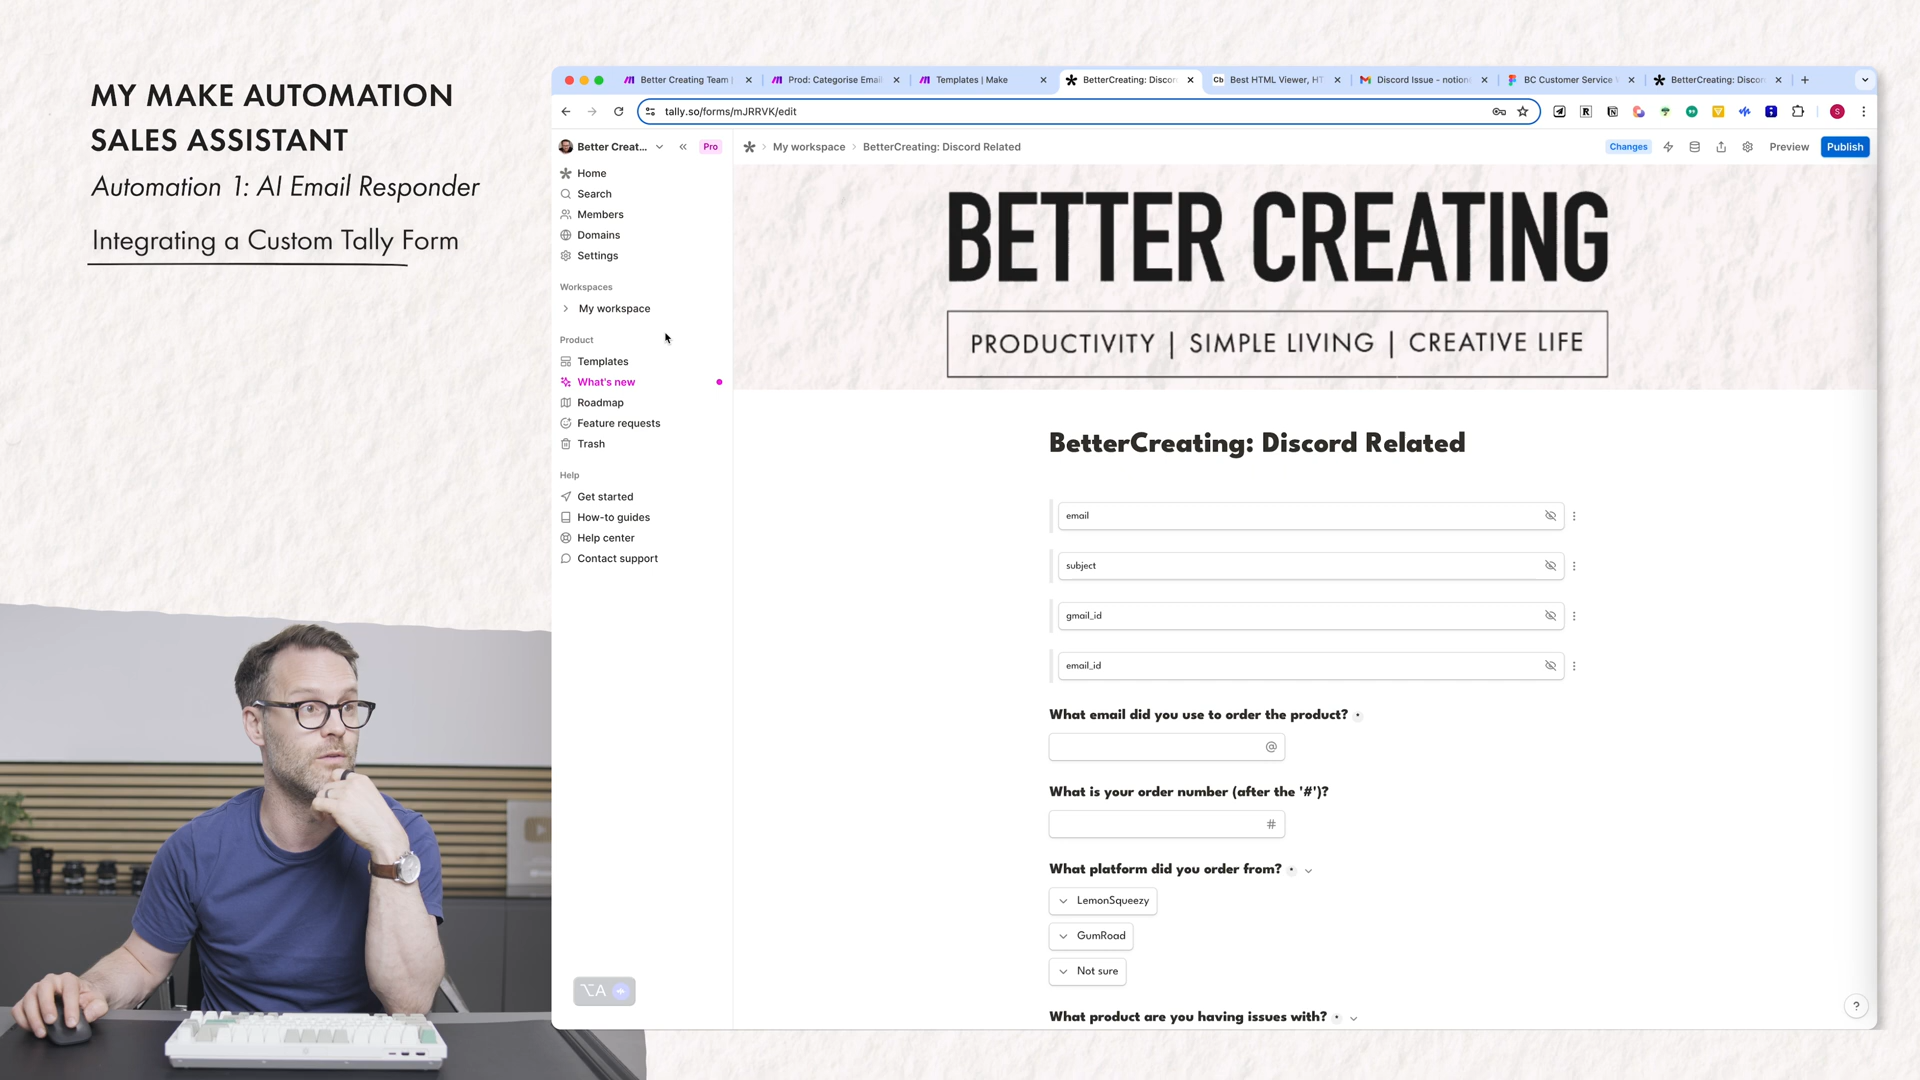 MY MAKE AUTOMATION
SALES ASSISTANT
Automation 1: AI Email Responder
Integrating a Custom Tally Form
Better Creating Team |
Prod: Categorise Email
Templates | Make
BetterCreating: Discor
Best HTML Viewer, HT
Discord Issue - notion
BC Customer Service
BetterCreating: Discor
tally.so/forms/mJRRVK/edit
Better Creat...
Pro
My workspace
BetterCreating: Discord Related
Changes
Preview
Publish
Home
Search
Members
Domains
Settings
Workspaces
My workspace
Product
Templates
What's new
Roadmap
Feature requests
Trash
Help
Get started
How-to guides
Help center
Contact support
⌥A
BETTER CREATING
PRODUCTIVITY | SIMPLE LIVING | CREATIVE LIFE
BetterCreating: Discord Related
email
subject
gmail_id
email_id
What email did you use to order the product? *
@
What is your order number (after the '#')?
#
What platform did you order from? *
LemonSqueezy
GumRoad
Not sure
What product are you having issues with? *
?